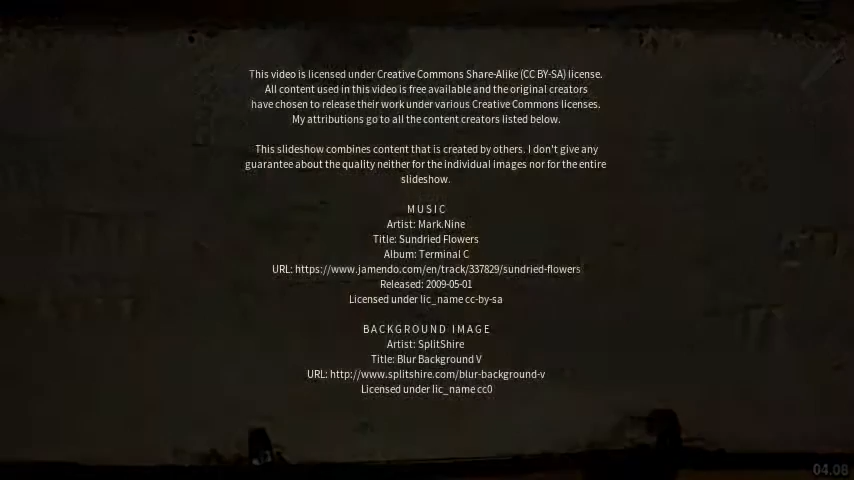 This video is licensed under Creative Commons Share-Alike (CC BY-SA) license.
All content used in this video is free available and the original creators
have chosen to release their work under various Creative Commons licenses.
My attributions go to all the content creators listed below.
This slideshow combines content that is created by others. I don't give any
guarantee about the quality neither for the individual images nor for the entire
slideshow.
MUSIC
Artist: Mark.Nine
Title: Sundried Flowers
Album: Terminal C
URL: https://www.jamendo.com/en/track/337829/sundried-flowers
Released: 2009-05-01
Licensed under lic_name cc-by-sa
BACKGROUND IMAGE
Artist: SplitShire
Title: Blur Background V
URL: http://www.splitshire.com/blur-background-v
Licensed under lic_name cc0
04.08